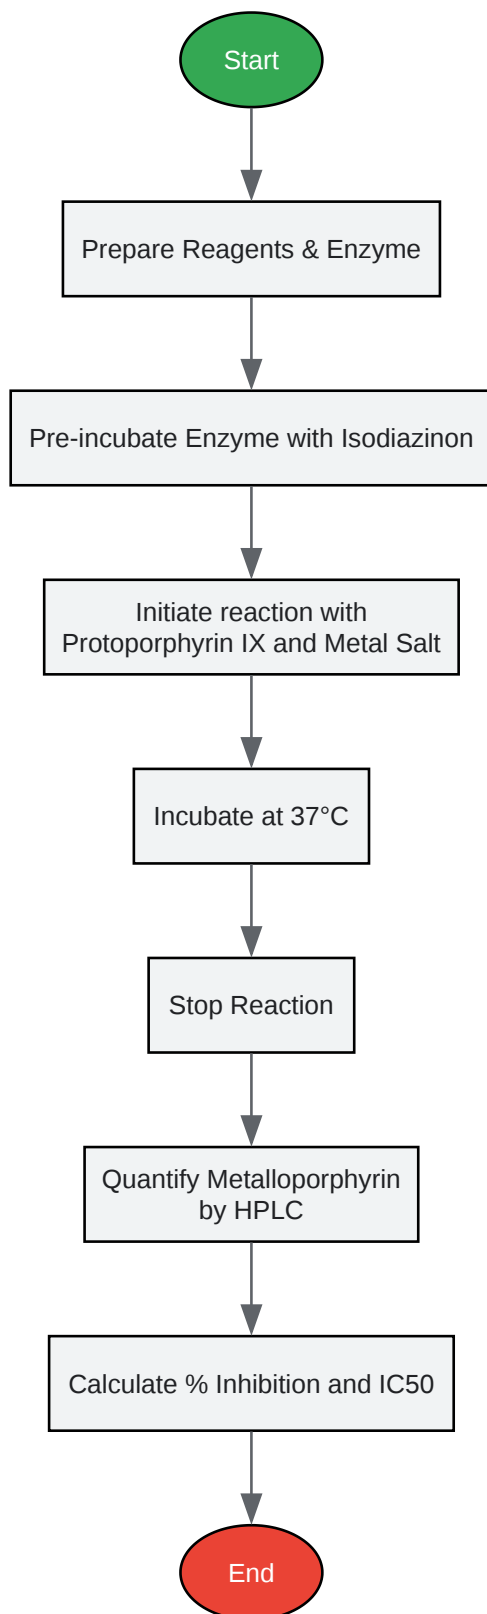 Start
Prepare Reagents & Enzyme
Pre-incubate Enzyme with Isodiazinon
Initiate reaction with
Protoporphyrin IX and Metal Salt
Incubate at 37°C
Stop Reaction
Quantify Metalloporphyrin
by HPLC
Calculate % Inhibition and IC50
End